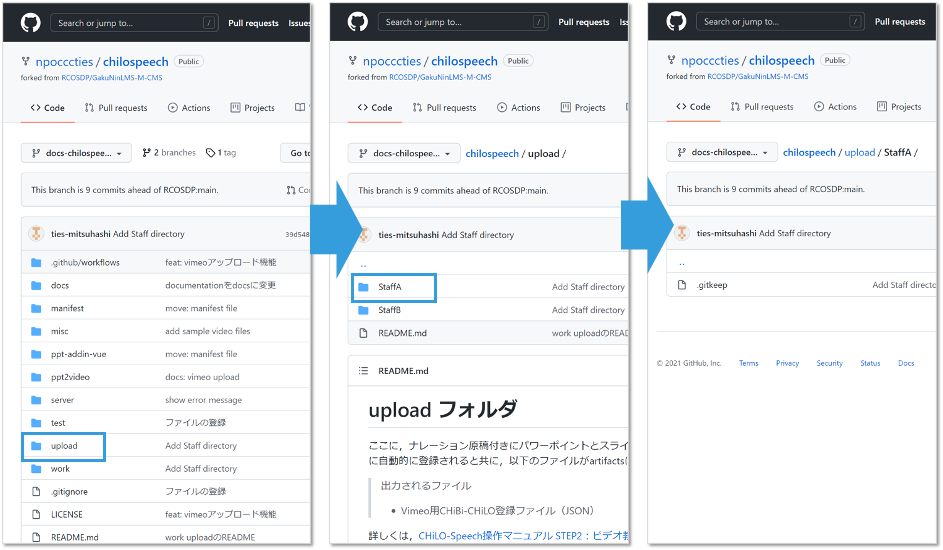 Search or jump to...
/
Pull requests
Issues
npocccties / chilospeech
Public
forked from RCOSDP/GakuNinLMS-M-CMS
Code
Pull requests
Actions
Projects
docs-chilospee...
2 branches
1 tag
Go to
This branch is 9 commits ahead of RCOSDP:main.
ties-mitsuhashi Add Staff directory
39d548
.github/workflows
feat: vimeoアップロード機能
docs
documentationをdocsに変更
manifest
move: manifest file
misc
add sample video files
ppt-addin-vue
move: manifest file
ppt2video
docs: vimeo upload
server
show error message
test
ファイルの登録
upload
Add Staff directory
work
Add Staff directory
.gitignore
ファイルの登録
LICENSE
feat: vimeoアップロード機能
README.md
work uploadのREADME
Search or jump to...
/
Pull requests
npocccties / chilospeech
Public
forked from RCOSDP/GakuNinLMS-M-CMS
Code
Pull requests
Actions
Projects
docs-chilospee...
chilospeech / upload /
This branch is 9 commits ahead of RCOSDP:main.
ties-mitsuhashi Add Staff directory
..
StaffA
Add Staff directory
StaffB
Add Staff directory
README.md
work uploadのREAD
README.md
upload フォルダ
ここに，ナレーション原稿付きにパワーポイントとスライ
に自動的に登録されると共に，以下のファイルがartifactsに
出力されるファイル
• Vimeo用CHiBi-CHiLO登録ファイル（JSON）
詳しくは，CHiLO-Speech操作マニュアル STEP2：ビデオ教
Search or jump to...
/
Pull requests
npocccties / chilospeech
Public
forked from RCOSDP/GakuNinLMS-M-CMS
Code
Pull requests
Actions
Projects
docs-chilospee...
chilospeech / upload / StaffA /
This branch is 9 commits ahead of RCOSDP:main.
ties-mitsuhashi Add Staff directory
..
.gitkeep
Add Staff directo
© 2021 GitHub, Inc.
Terms
Privacy
Security
Status
Docs